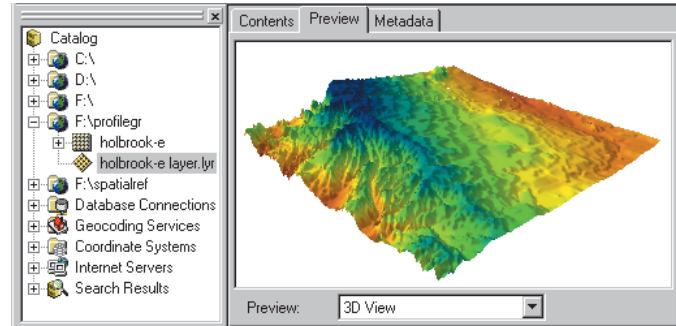 Catalog
C:\
D:\
F:\
F:\profilegr
holbrook-e
holbrook-e layer.lyr
F:\spatialref
Database Connections
Geocoding Services
Coordinate Systems
Internet Servers
Search Results
Contents Preview Metadata
Preview: 3D View